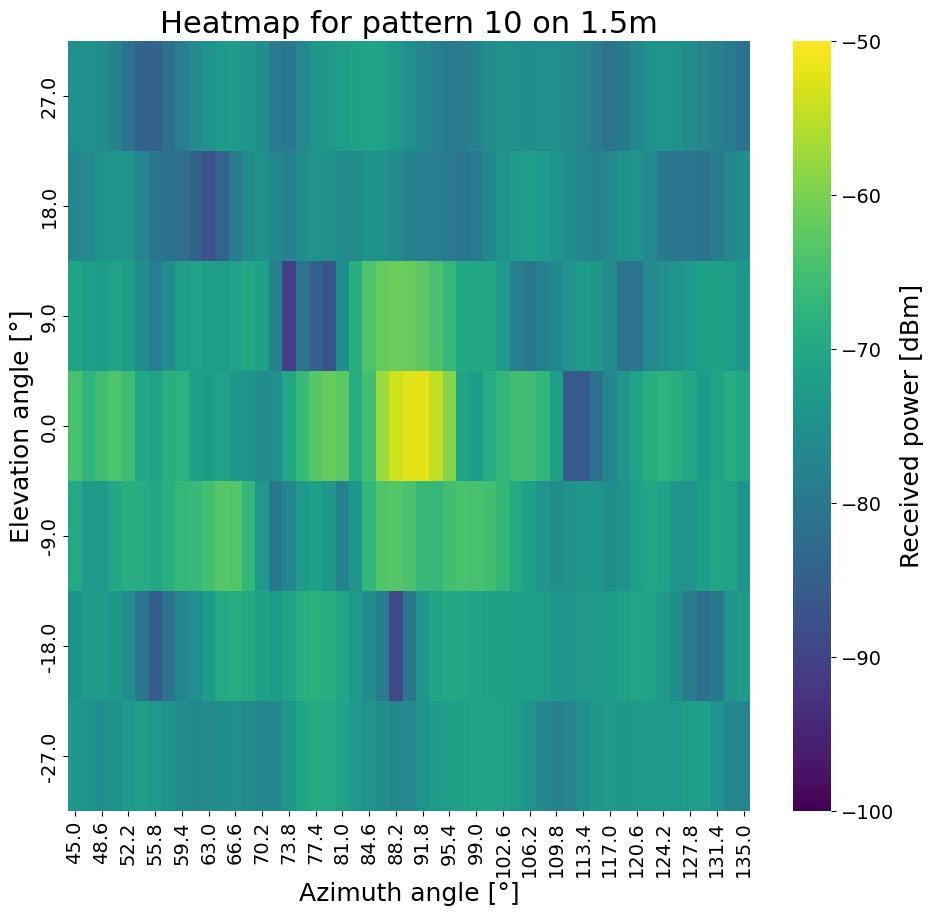 Heatmap for pattern 10 on 1.5m
Elevation angle [°]
27.0
18.0
9.0
0.0
-9.0
-18.0
-27.0
45.0 48.6 52.2 55.8 59.4 63.0 66.6 70.2 73.8 77.4 81.0 84.6 88.2 91.8 95.4 99.0 102.6 106.2 109.8 113.4 117.0 120.6 124.2 127.8 131.4 135.0
Azimuth angle [°]
−50
−60
−70
−80
−90
−100
Received power [dBm]